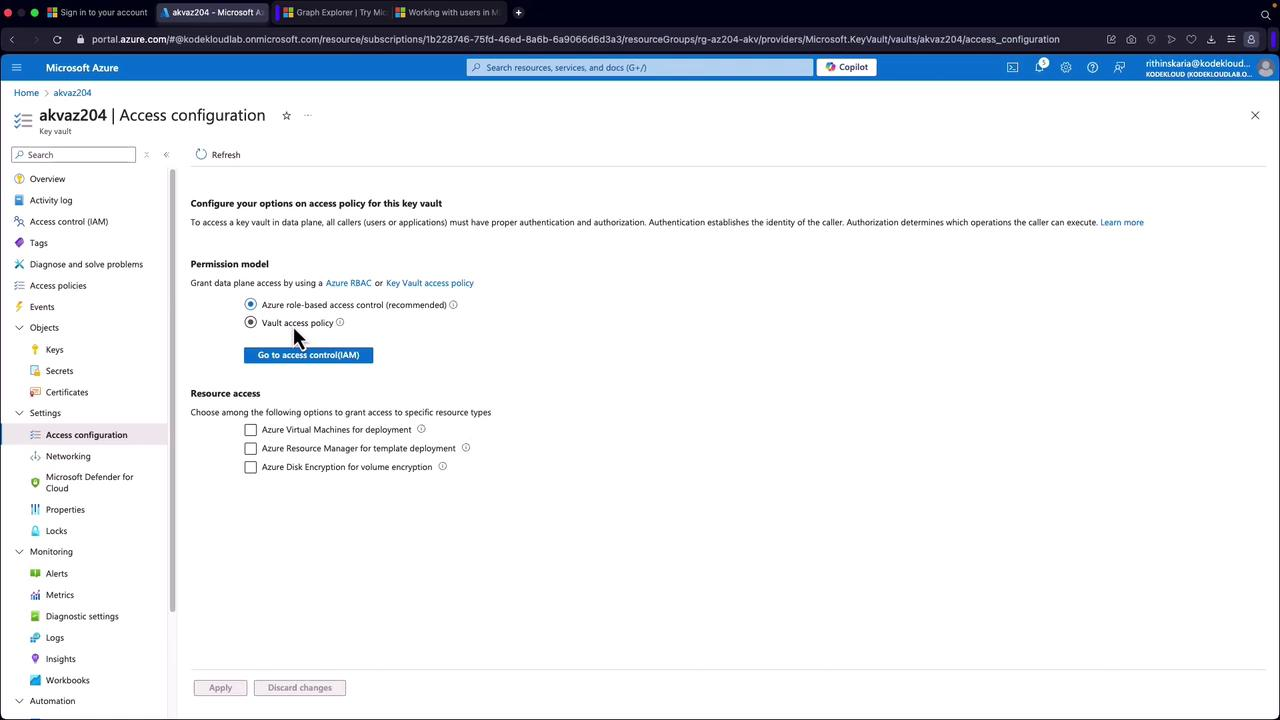 Sign in to your account
akvaz204 - Microsoft Az
Graph Explorer | Try Mic
Working with users in M
portal.azure.com/#@kodekloudlab.onmicrosoft.com/resource/subscriptions/1b228746-75fd-46ed-8a6b-6a9066d6d3a3/resourceGroups/rg-az204-akv/providers/Microsoft.KeyVault/vaults/akvaz204/access_configuration
Microsoft Azure
Search resources, services, and docs (G+/)
Copilot
5
rithinskaria@kodekloud...
KODEKLOUD (KODEKLOUDLAB.O...
Home > akvaz204
akvaz204 | Access configuration
Key vault
Search
Refresh
Overview
Activity log
Access control (IAM)
Tags
Diagnose and solve problems
Access policies
Events
Objects
Keys
Secrets
Certificates
Settings
Access configuration
Networking
Microsoft Defender for
Cloud
Properties
Locks
Monitoring
Alerts
Metrics
Diagnostic settings
Logs
Insights
Workbooks
Automation
Configure your options on access policy for this key vault
To access a key vault in data plane, all callers (users or applications) must have proper authentication and authorization. Authentication establishes the identity of the caller. Authorization determines which operations the caller can execute. Learn more
Permission model
Grant data plane access by using a Azure RBAC or Key Vault access policy
Azure role-based access control (recommended)
Vault access policy
Go to access control(IAM)
Resource access
Choose among the following options to grant access to specific resource types
Azure Virtual Machines for deployment
Azure Resource Manager for template deployment
Azure Disk Encryption for volume encryption
Apply
Discard changes